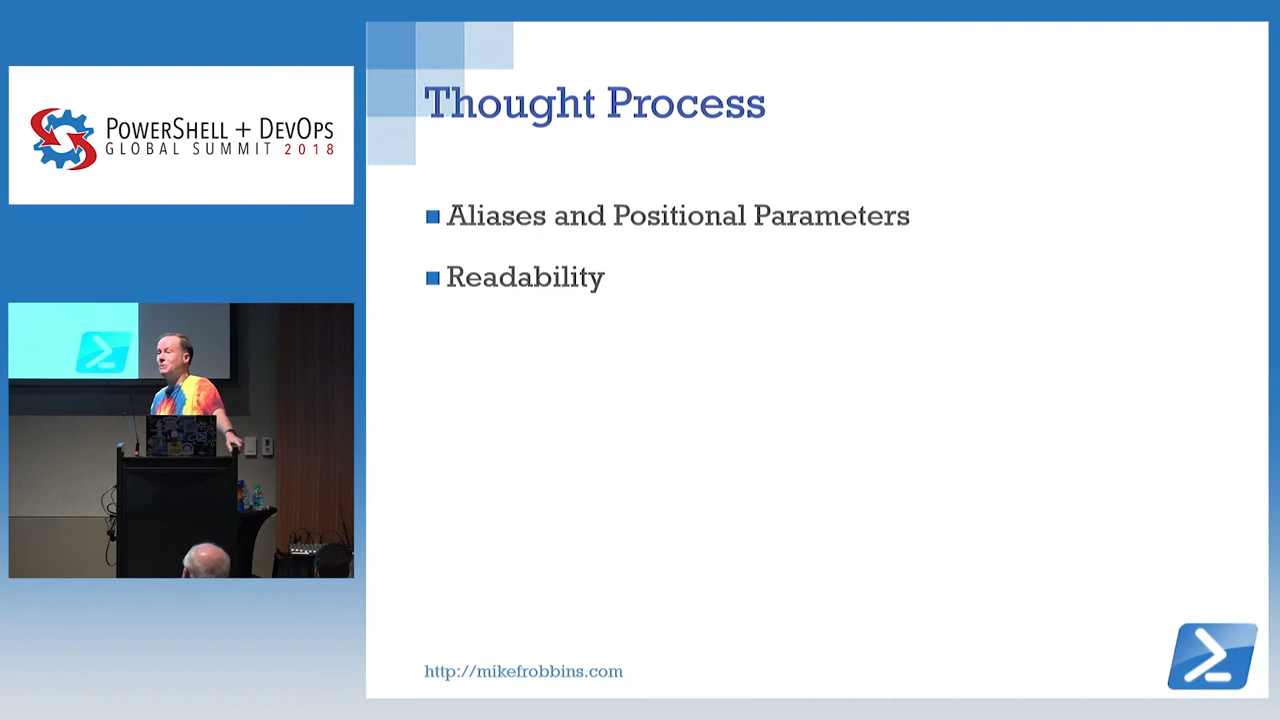 POWERSHELL + DEVOPS
GLOBAL SUMMIT 2018
Thought Process
Aliases and Positional Parameters
Readability
http://mikefrobbins.com